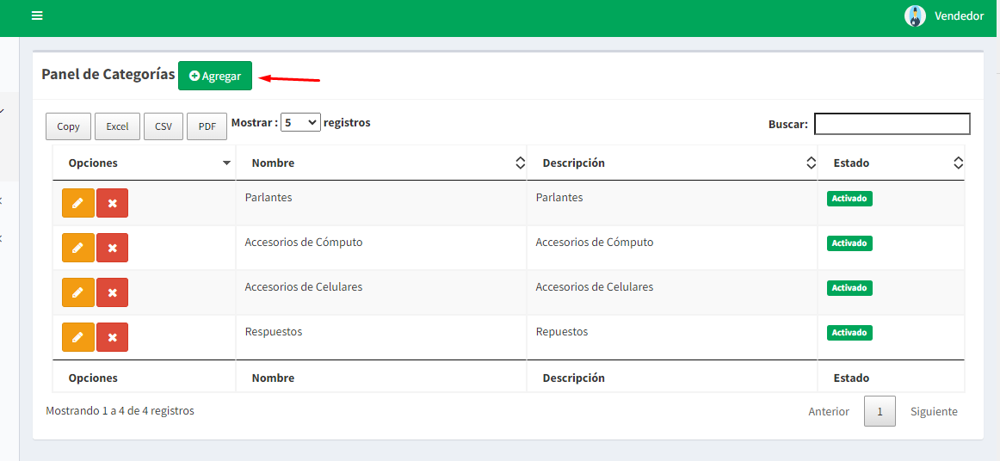 Vendedor
Panel de Categorías Agregar
Copy Excel CSV PDF Mostrar : 5 registros Buscar:
Opciones Nombre Descripción Estado
Parlantes Parlantes Activado
Accesorios de Cómputo Accesorios de Cómputo Activado
Accesorios de Celulares Accesorios de Celulares Activado
Respuestos Repuestos Activado
Opciones Nombre Descripción Estado
Mostrando 1 a 4 de 4 registros Anterior 1 Siguiente